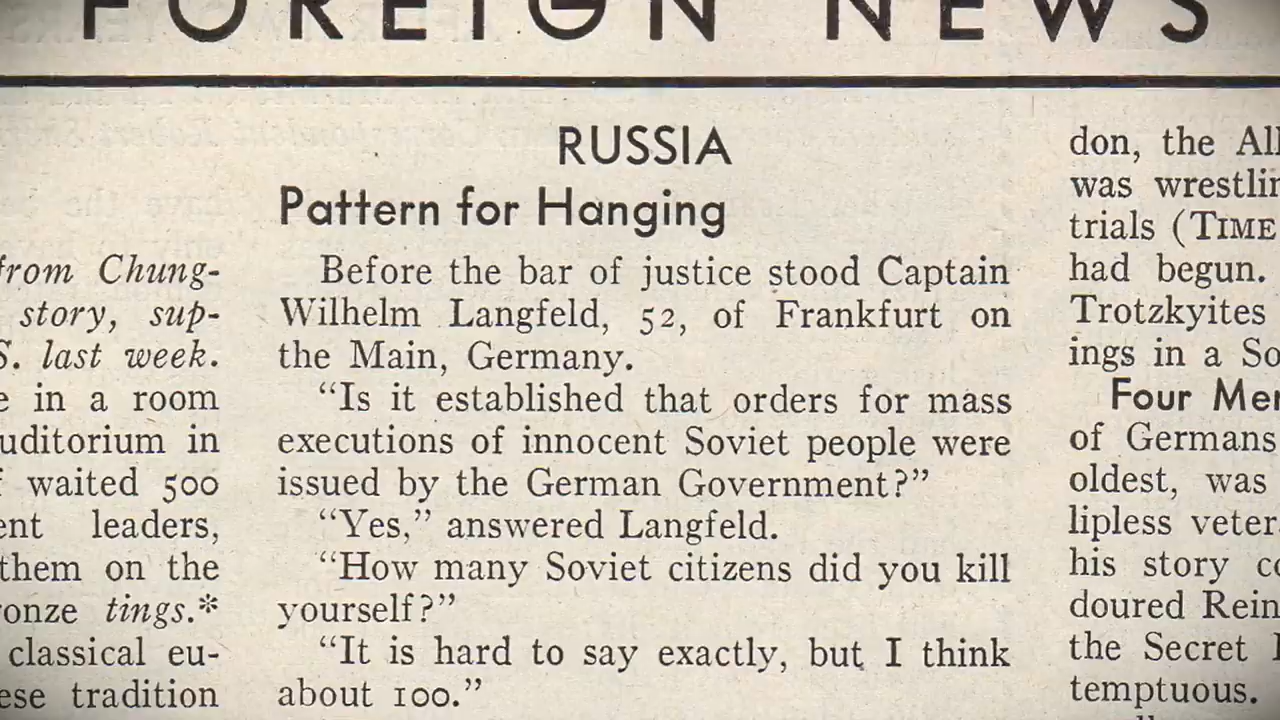 FOREIGN NEWS
from Chung-
story, sup-
S. last week.
in a room
in
waited 500
leaders,
them on the
tings.*
classical eu-
tradition
RUSSIA
Pattern for Hanging
Before the bar of justice stood Captain
Wilhelm Langfeld, 52, of Frankfurt on
the Main, Germany.
“Is it established that orders for mass
executions of innocent Soviet people were
issued by the German Government?”
“Yes,” answered Langfeld.
“How many Soviet citizens did you kill
yourself?”
“It is hard to say exactly, but I think
about 100.”
don, the
was
trials (TIME
had begun.
Trotzkyites
ings in a
Four
of Germans
oldest, was
lipless
his story
doured
the Secret
temptuous.